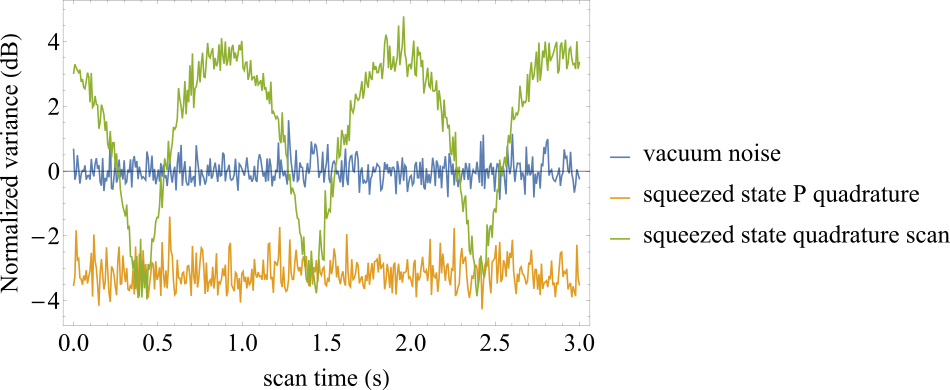 Normalized variance (dB)
4
2
0
−2
−4
0.0 0.5 1.0 1.5 2.0 2.5 3.0
scan time (s)
vacuum noise
squeezed state P quadrature
squeezed state quadrature scan